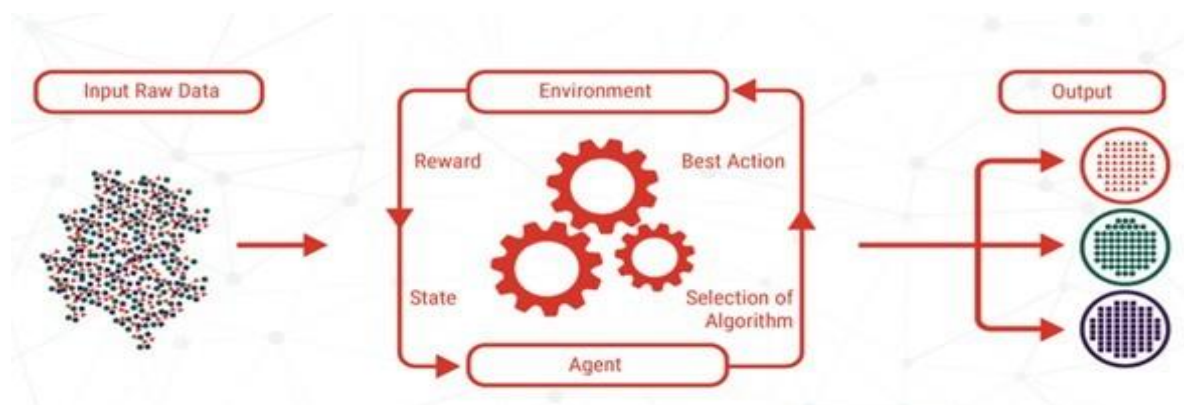 Input Raw Data
Environment
Output
Reward
Best Action
State
Selection of
Algorithm
Agent